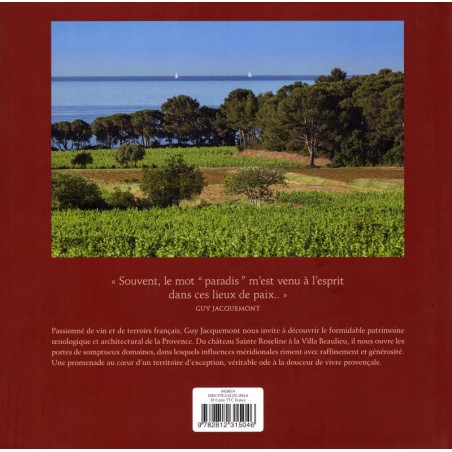 « Souvent, le mot “ paradis ” m'est venu à l'esprit
dans ces lieux de paix.. »
GUY JACQUEMONT
Passionné de vin et de terroirs français, Guy Jacquemont nous invite à découvrir le formidable patrimoine
œnologique et architectural de la Provence. Du château Sainte Roseline à la Villa Beaulieu, il nous ouvre les
portes de somptueux domaines, dans lesquels influences méridionales riment avec raffinement et générosité.
Une promenade au cœur d'un territoire d'exception, véritable ode à la douceur de vivre provençale.
TTC France
9 782812 315046